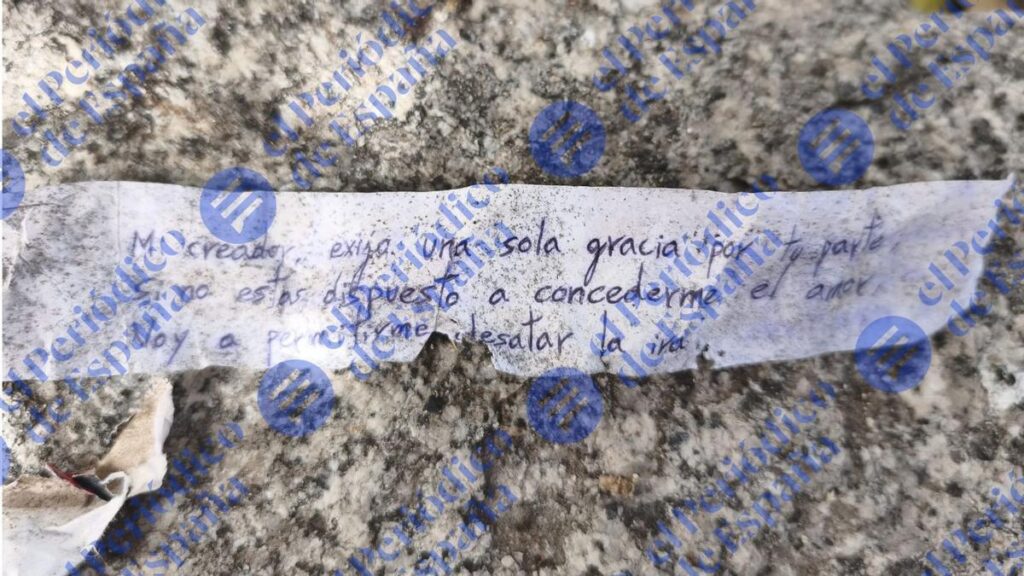 Mi creador, exijo una sola gracia por tu parte.
Si no estas dispuesto a concederme el amor,
Voy a permitirme desatar la ira
el Periódico de España